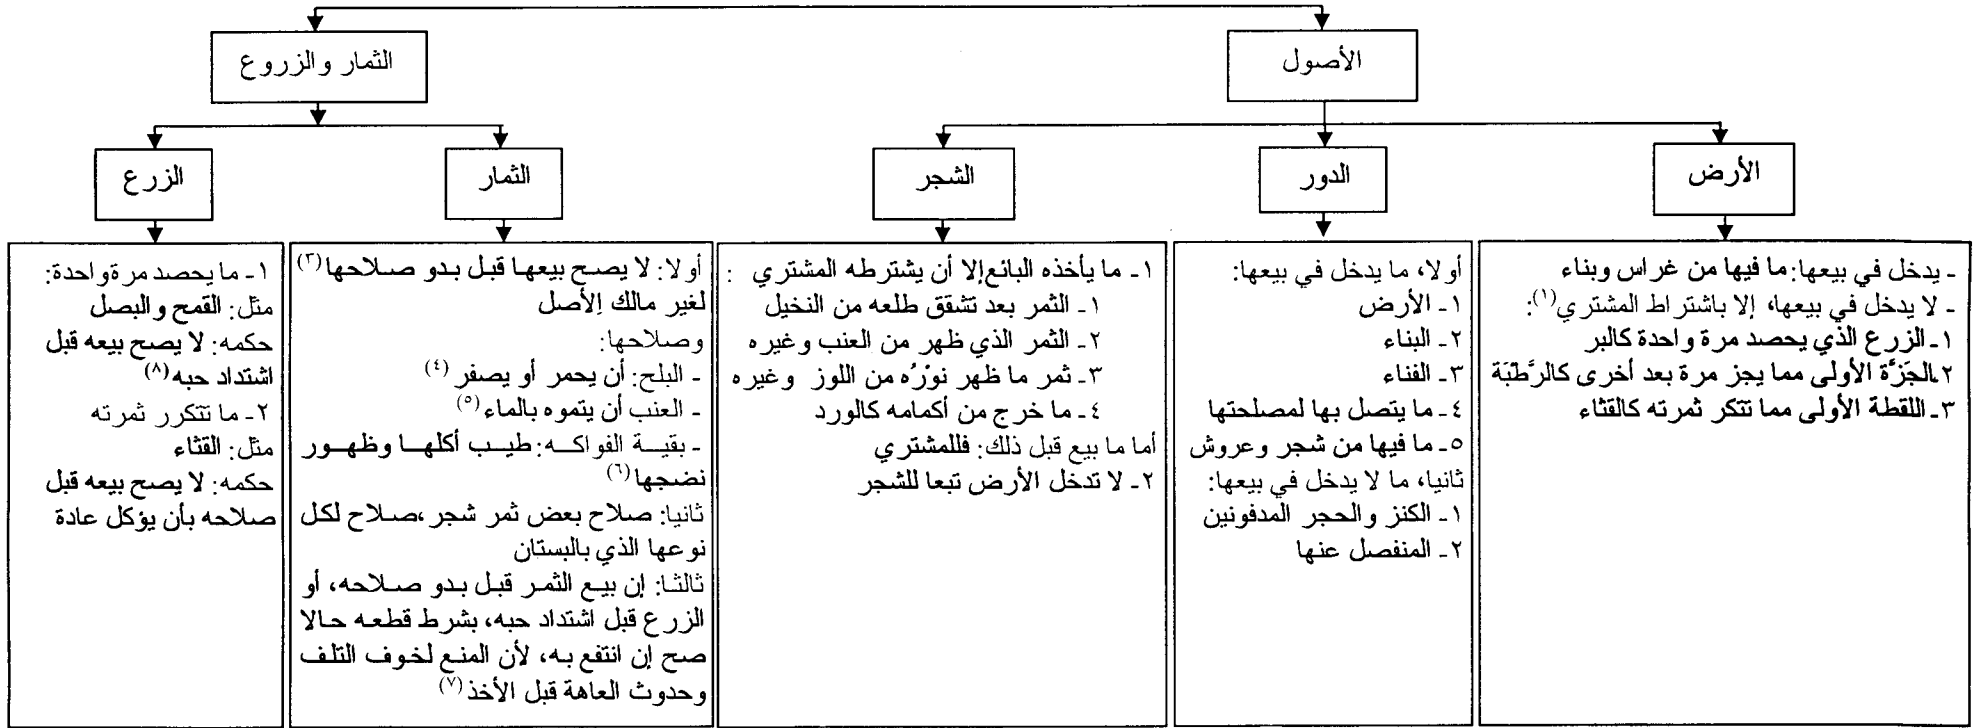 الأصول
الثمار والزروع
الأرض
الدور
الشجر
الثمار
الزرع
- يدخل في بيعها: ما فيها من غراس وبناء
- لا يدخل في بيعها، إلا باشتراط المشتري(١):
١- الزرع الذي يحصد مرة واحدة كالبر
٢- الجَزَّة الأولى مما يجز مرة بعد أخرى كالرَّطْبَة
٣- اللقطة الأولى مما تتكر ثمرته كالقثاء
أولا، ما يدخل في بيعها:
١- الأرض
٢- البناء
٣- الفناء
٤- ما يتصل بها لمصلحتها
٥- ما فيها من شجر وعروش
ثانيا، ما لا يدخل في بيعها:
١- الكنز والحجر المدفونين
٢- المنفصل عنها
١- ما يأخذه البائع إلا أن يشترطه المشتري :
١- الثمر بعد تشقق طلعه من النخيل
٢- الثمر الذي ظهر من العنب وغيره
٣- ثمر ما ظهر نوْرُه من اللوز وغيره
٤- ما خرج من أكمامه كالورد
أما ما بيع قبل ذلك: فللمشتري
٢- لا تدخل الأرض تبعا للشجر
أولا: لا يصح بيعها قبل بدو صلاحها(٣)
لغير مالك الأصل
وصلاحها:
- البلح: أن يحمر أو يصفر (٤)
- العنب أن يتموه بالماء(٥)
- بقية الفواكه: طيب أكلها وظهور
نضجها(٦)
ثانيا: صلاح بعض ثمر شجر، صلاح لكل
نوعها الذي بالبستان
ثالثا: إن بيع الثمر قبل بدو صلاحه، أو
الزرع قبل اشتداد حبه، بشرط قطعه حالا
صح إن انتفع به، لأن المنع لخوف التلف
وحدوث العاهة قبل الأخذ(٧)
١- ما يحصد مرة واحدة:
مثل: القمح والبصل
حكمه: لا يصح بيعه قبل
اشتداد حبه(٨)
٢- ما تتكرر ثمرته
مثل: القثاء
حكمه: لا يصح بيعه قبل
صلاحه بأن يؤكل عادة